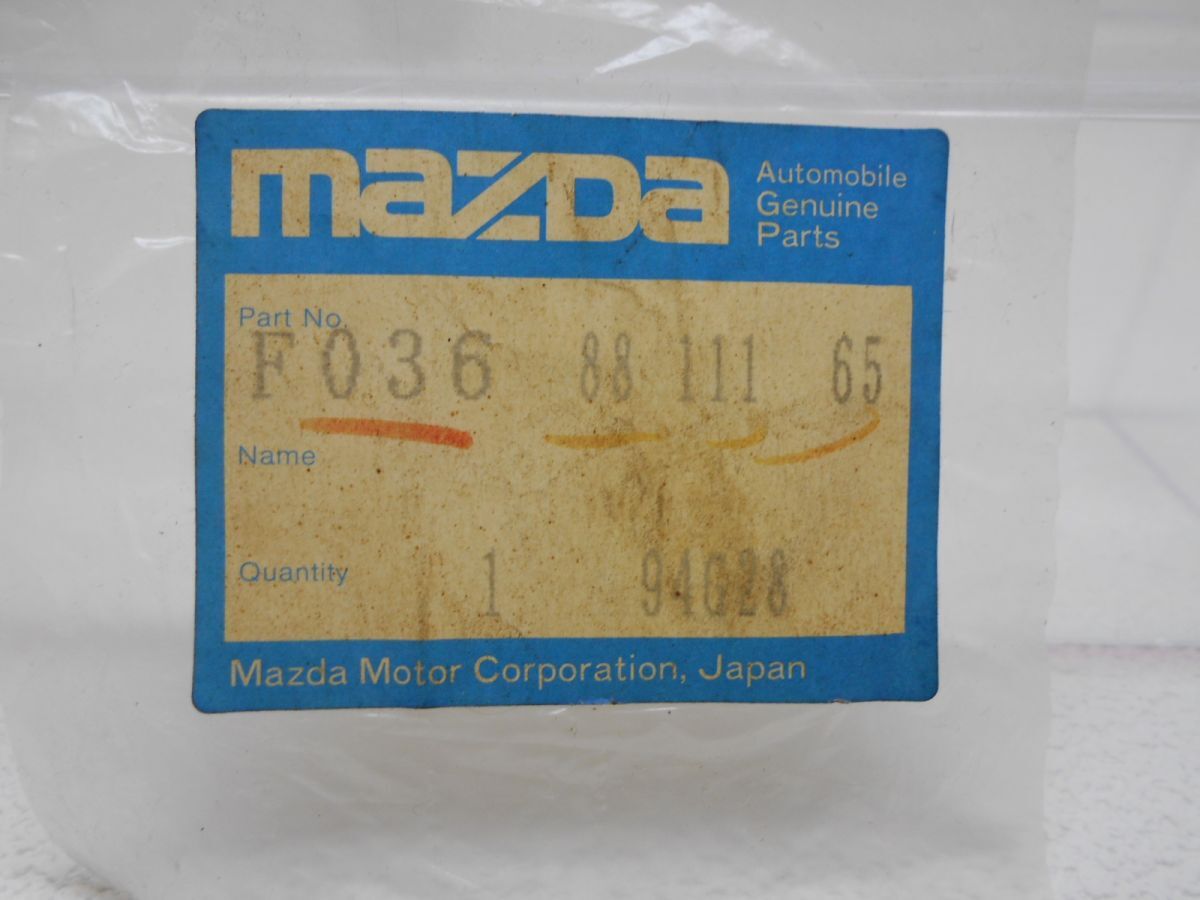 mazda
Automobile
Genuine
Parts
Part No.
F036 88 111 65
Name
Quantity 1 94G28
Mazda Motor Corporation, Japan